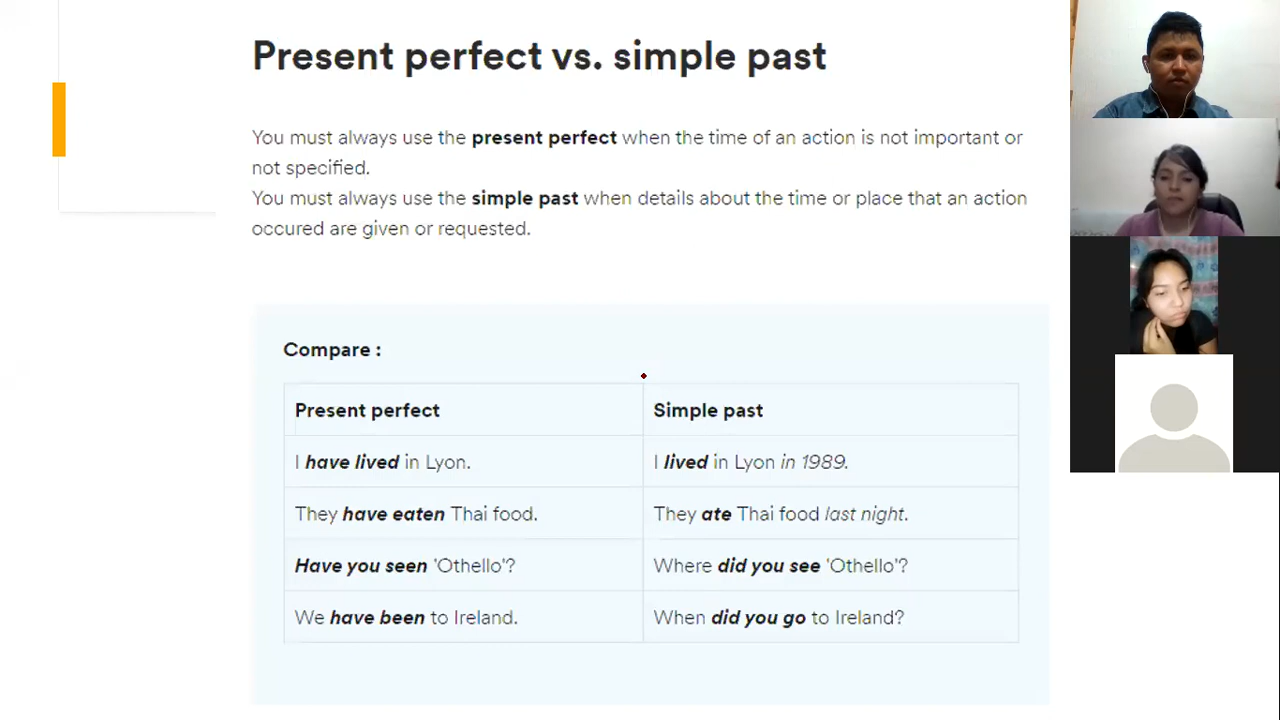 Present perfect vs. simple past
You must always use the present perfect when the time of an action is not important or
not specified.
You must always use the simple past when details about the time or place that an action
occured are given or requested.
Compare :
Present perfect
Simple past
I have lived in Lyon.
I lived in Lyon in 1989.
They have eaten Thai food.
They ate Thai food last night.
Have you seen 'Othello'?
Where did you see 'Othello'?
We have been to Ireland.
When did you go to Ireland?